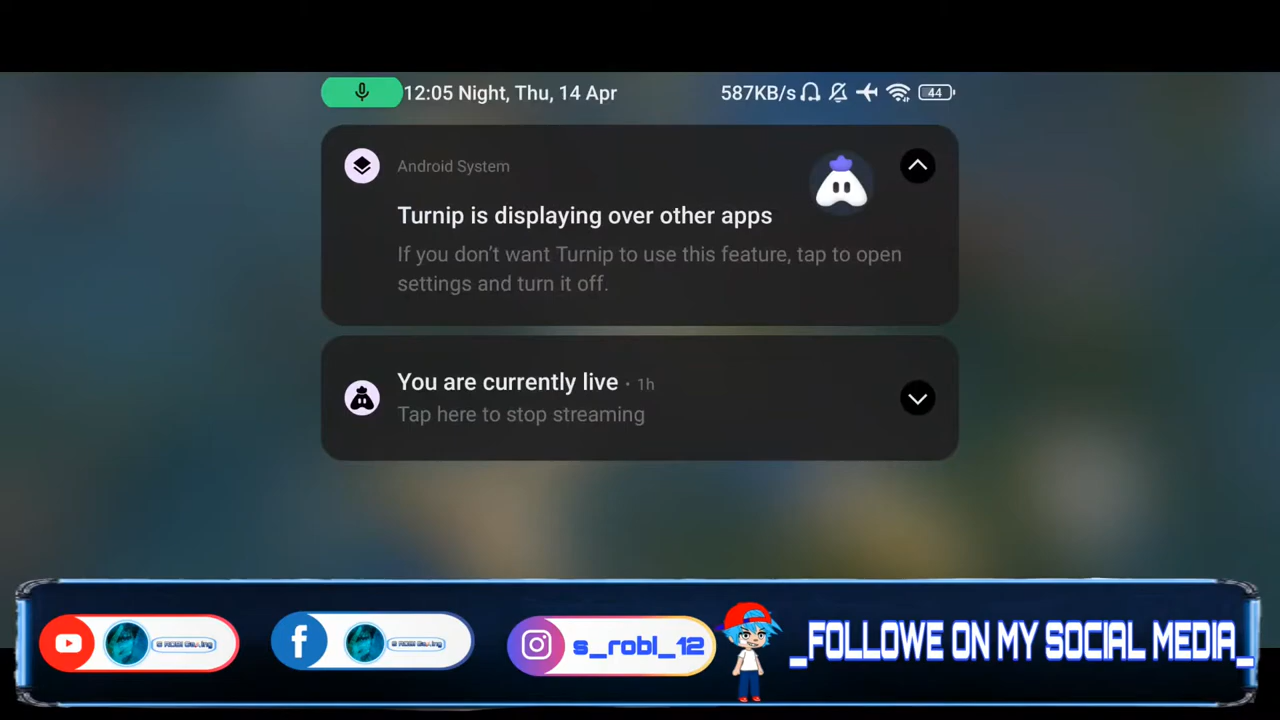 12:05 Night, Thu, 14 Apr
587KB/s
44
Android System
Turnip is displaying over other apps
If you don't want Turnip to use this feature, tap to open
settings and turn it off.
You are currently live · 1h
Tap here to stop streaming
s_robl_12
_FOLLOWE ON MY SOCIAL MEDIA_